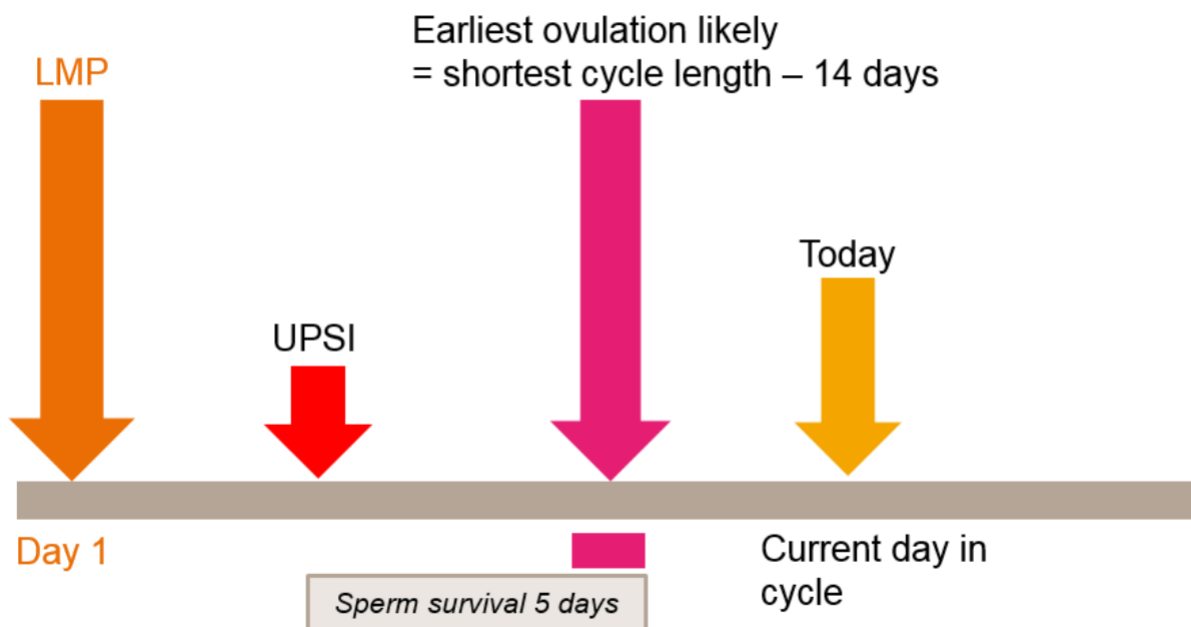 Earliest ovulation likely
= shortest cycle length – 14 days
LMP
Today
UPSI
Day 1
Current day in
cycle
Sperm survival 5 days